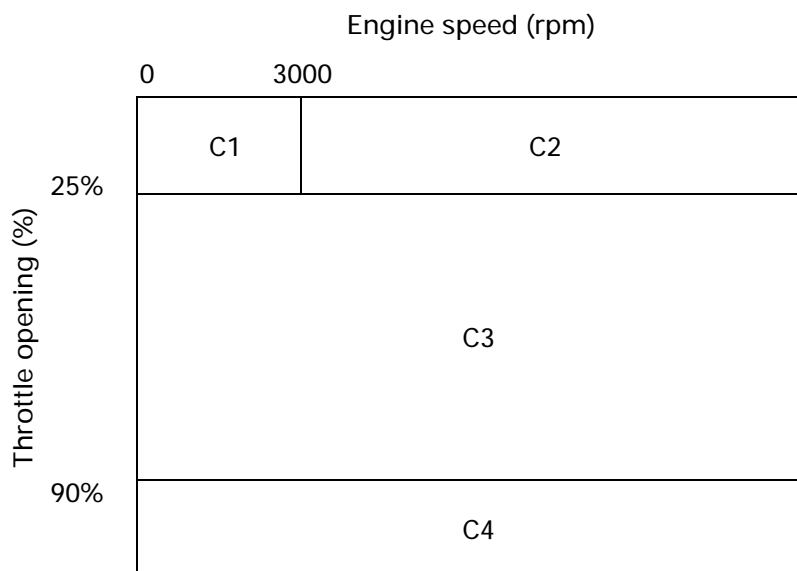 Engine speed (rpm)
0 3000
C1 C2
25%
Throttle opening (%)
C3
90%
C4